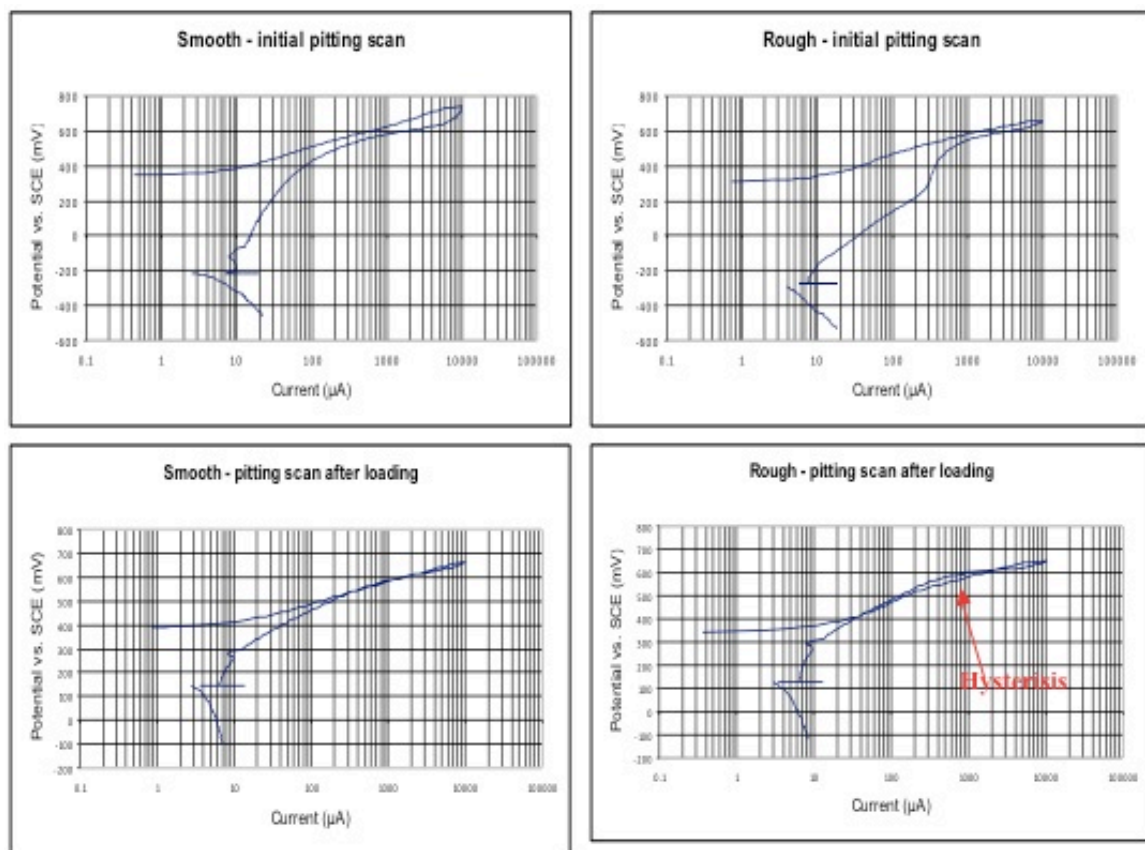 Smooth - initial pitting scan
Potential vs. SCE (mV)
800
600
400
200
0
-200
-400
-600
0.1 1 10 100 1000 10000 100000
Current (µA)
Rough - initial pitting scan
Potential vs. SCE (mV)
800
600
400
200
0
-200
-400
-600
0.1 1 10 100 1000 10000 100000
Current (µA)
Smooth - pitting scan after loading
Potential vs. SCE (mV)
800
700
600
500
400
300
200
100
0
-100
-200
0.1 1 10 100 1000 10000 100000
Current (µA)
Rough - pitting scan after loading
Potential vs. SCE (mV)
800
700
600
500
400
300
200
100
0
-100
-200
0.1 1 10 100 1000 10000 100000
Current (µA)
Hysterisis